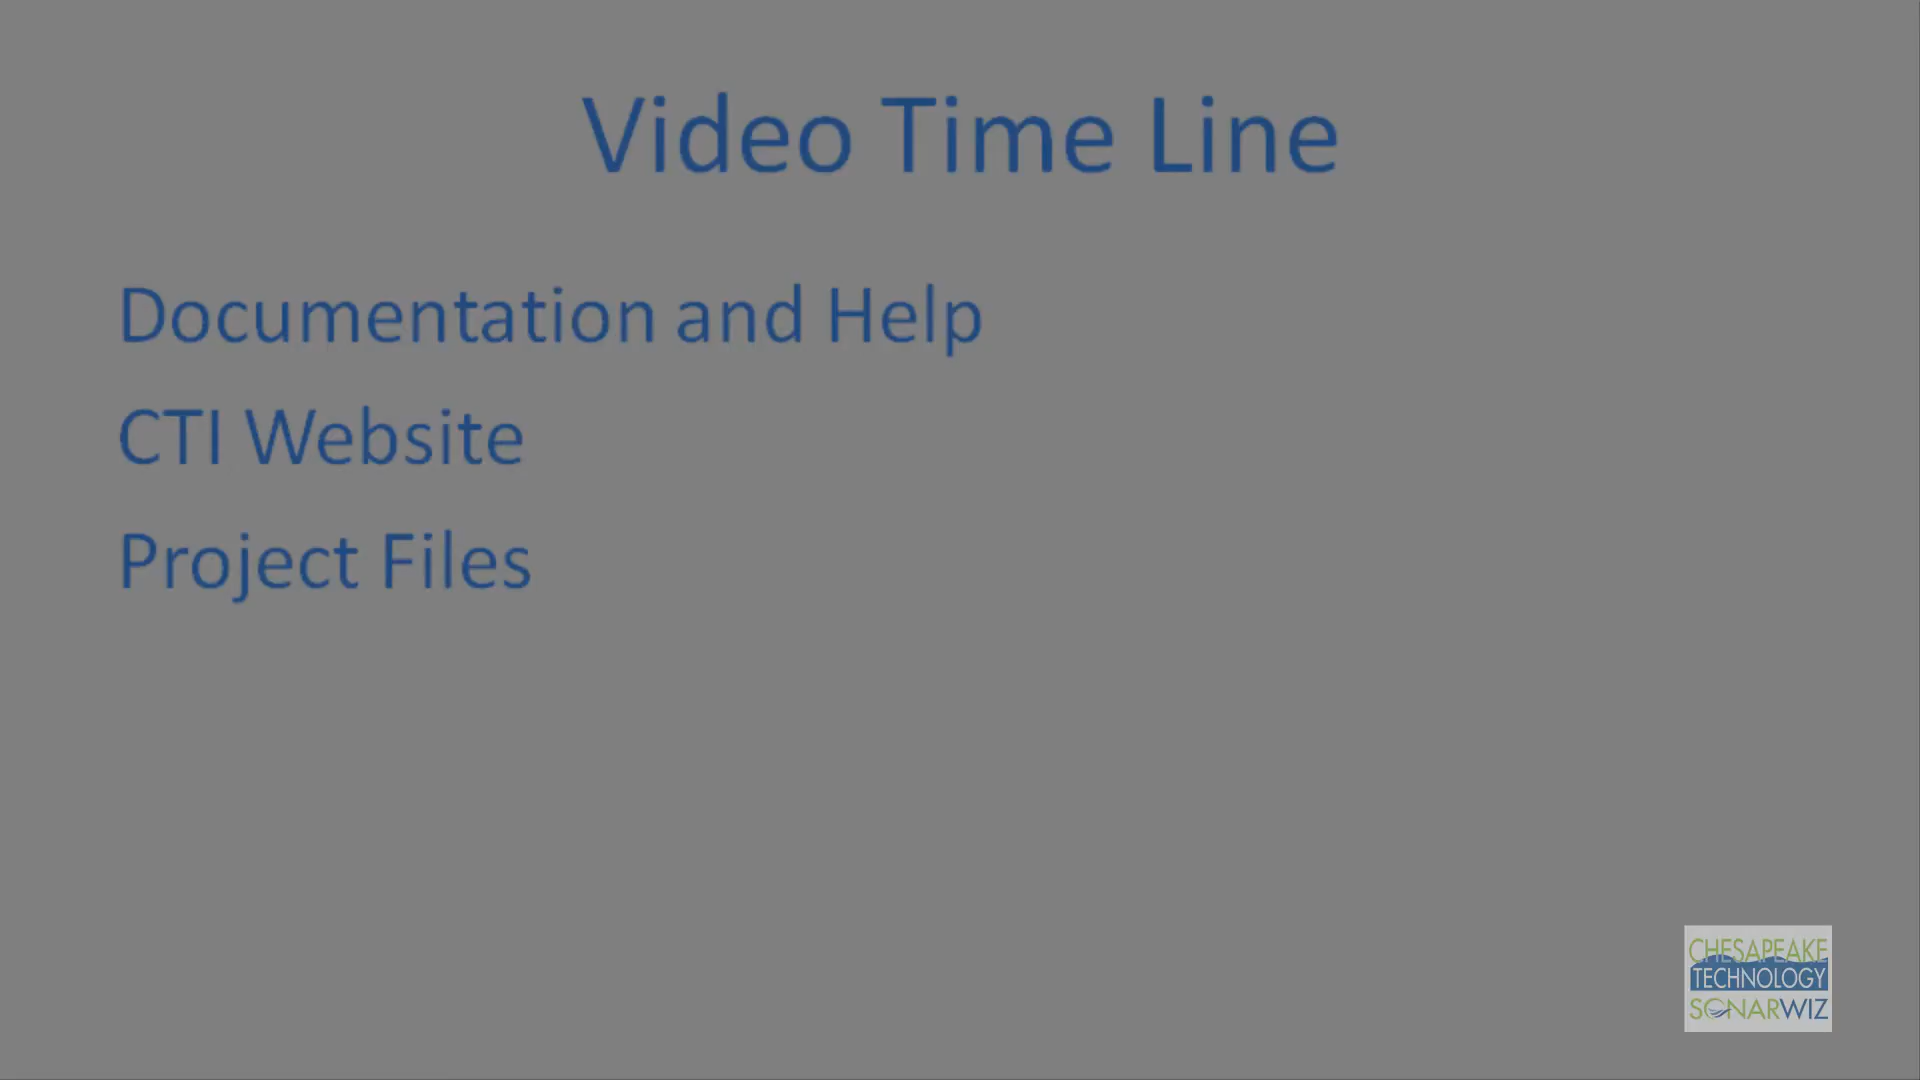 Video Time Line
Documentation and Help
CTI Website
Project Files
CHESAPEAKE
TECHNOLOGY
SONARWIZ